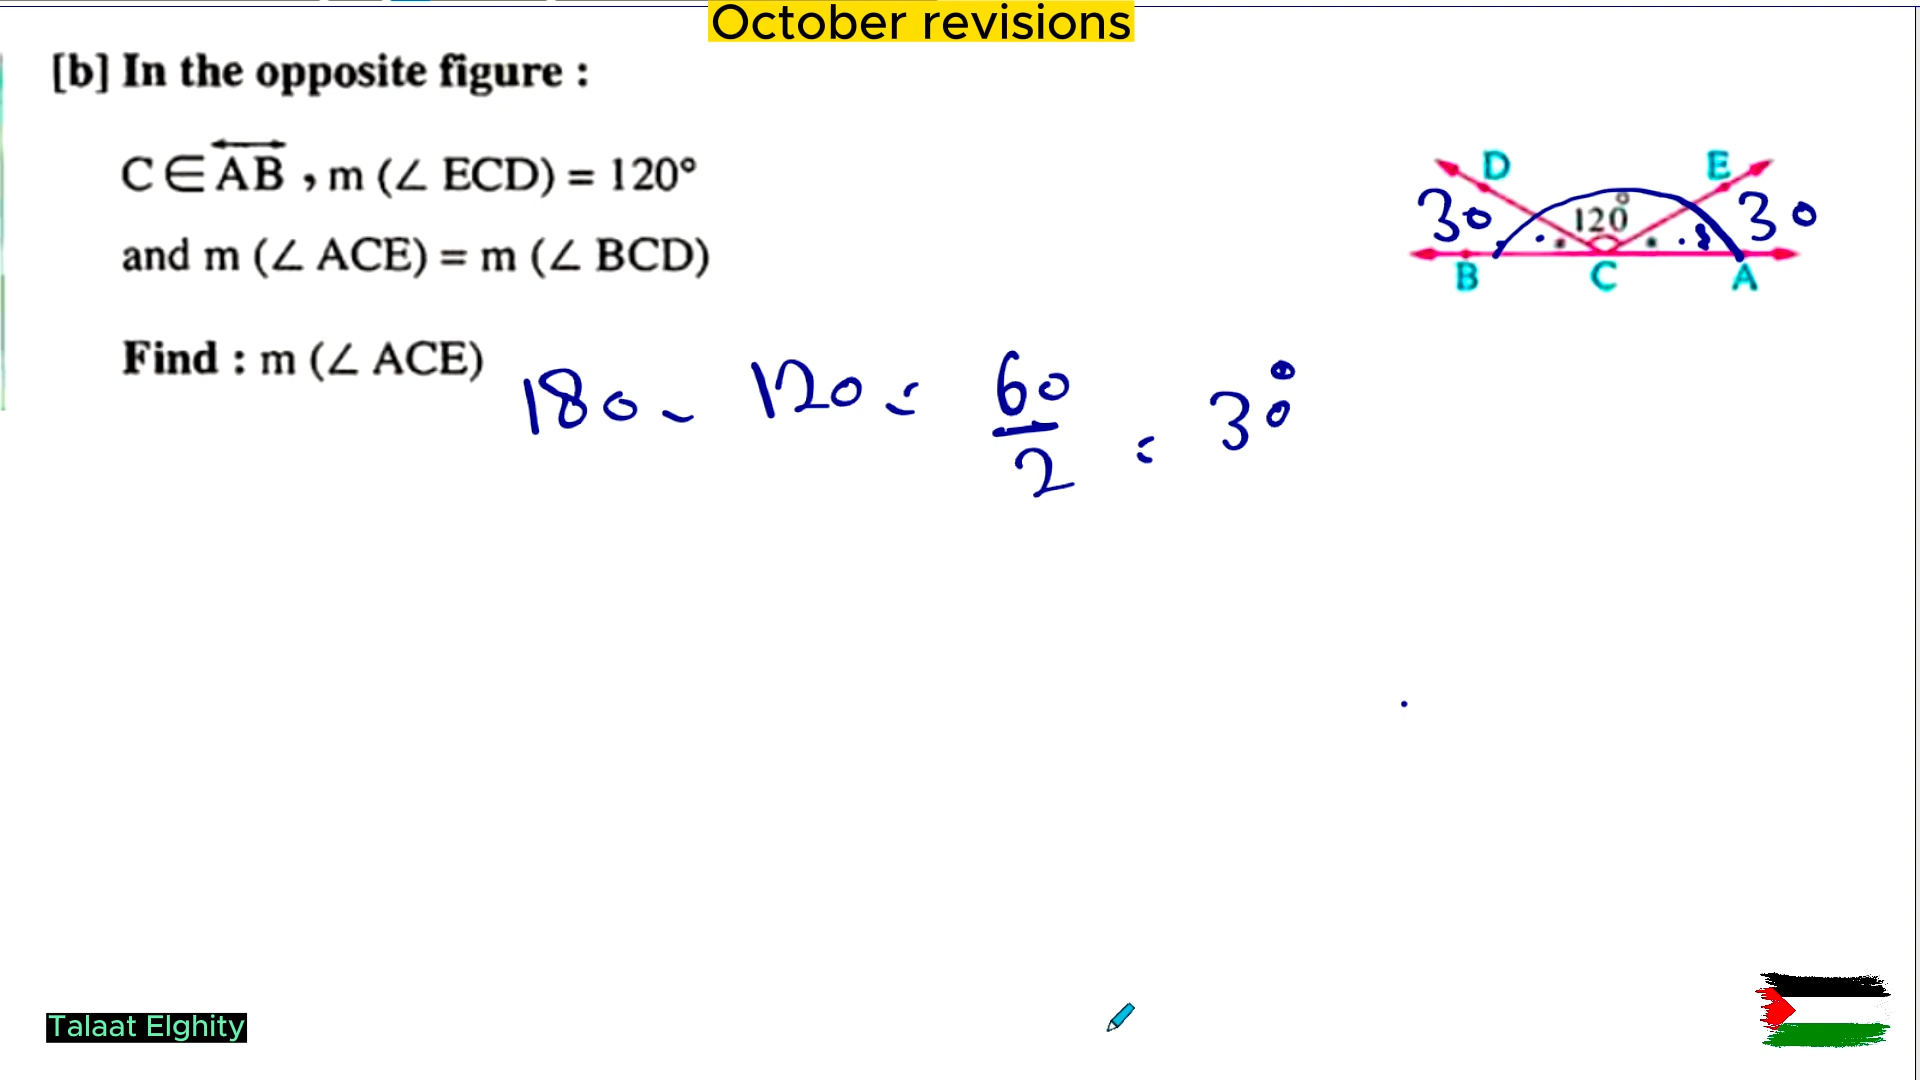 October revisions
[b] In the opposite figure :
C ∈ AB , m (∠ ECD) = 120°
and m (∠ ACE) = m (∠ BCD)
Find : m (∠ ACE)
180 - 120 = 60/2 = 30°
D E
30 120° 30
B C A
Talaat Elghity